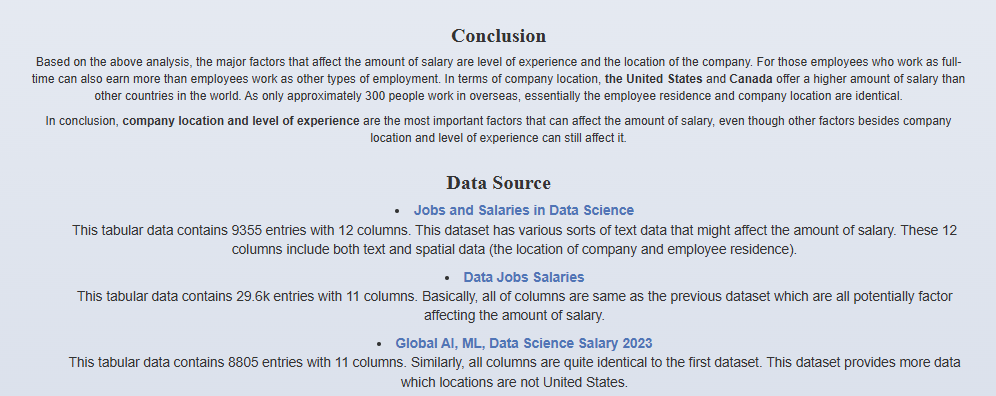 Conclusion
Based on the above analysis, the major factors that affect the amount of salary are level of experience and the location of the company. For those employees who work as full-
time can also earn more than employees work as other types of employment. In terms of company location, the United States and Canada offer a higher amount of salary than
other countries in the world. As only approximately 300 people work in overseas, essentially the employee residence and company location are identical.
In conclusion, company location and level of experience are the most important factors that can affect the amount of salary, even though other factors besides company
location and level of experience can still affect it.
Data Source
• Jobs and Salaries in Data Science
This tabular data contains 9355 entries with 12 columns. This dataset has various sorts of text data that might affect the amount of salary. These 12
columns include both text and spatial data (the location of company and employee residence).
• Data Jobs Salaries
This tabular data contains 29.6k entries with 11 columns. Basically, all of columns are same as the previous dataset which are all potentially factor
affecting the amount of salary.
• Global AI, ML, Data Science Salary 2023
This tabular data contains 8805 entries with 11 columns. Similarly, all columns are quite identical to the first dataset. This dataset provides more data
which locations are not United States.